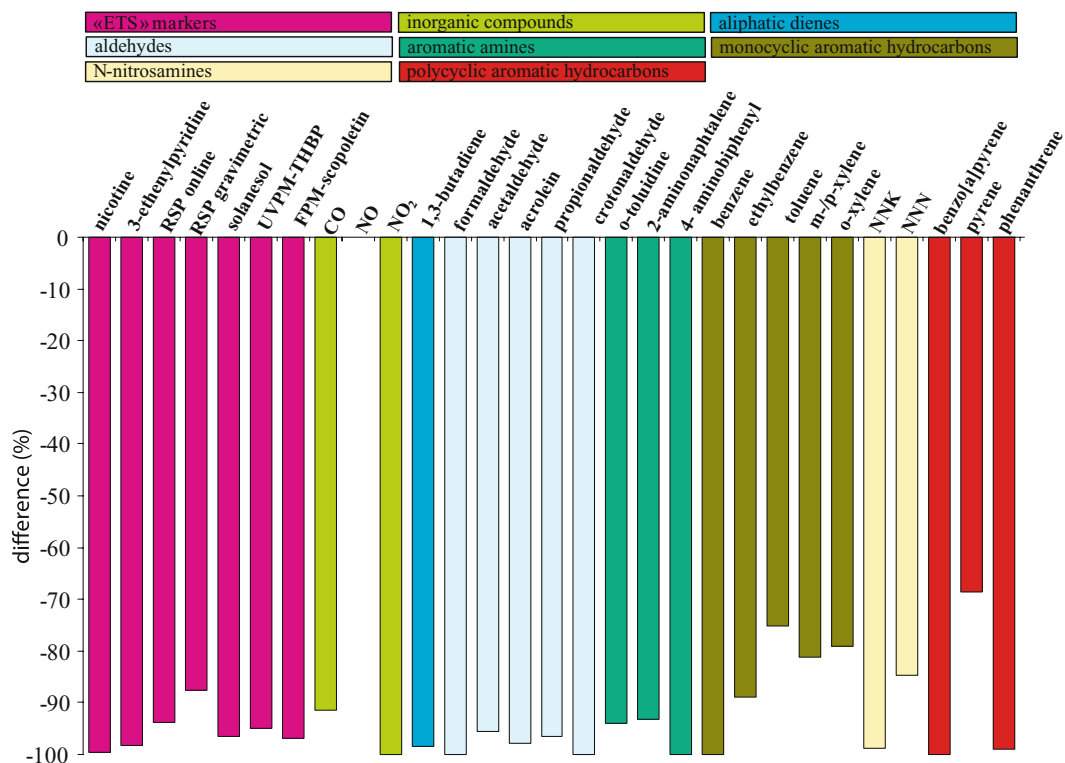 «ETS» markers
inorganic compounds
aliphatic dienes
aldehydes
aromatic amines
monocyclic aromatic hydrocarbons
N-nitrosamines
polycyclic aromatic hydrocarbons
nicotine
3-ethenylpyridine
RSP online
RSP gravimetric
solanesol
UVPM-THBP
FPM-scopoletin
CO
NO
NO₂
1,3-butadiene
formaldehyde
acetaldehyde
acrolein
propionaldehyde
crotonaldehyde
o-toluidine
2-aminonaphtalene
4- aminobiphenyl
benzene
ethylbenzene
toluene
m-/p-xylene
o-xylene
NNK
NNN
benzo[a]pyrene
pyrene
phenanthrene
0
-10
-20
-30
-40
-50
-60
-70
-80
-90
-100
difference (%)